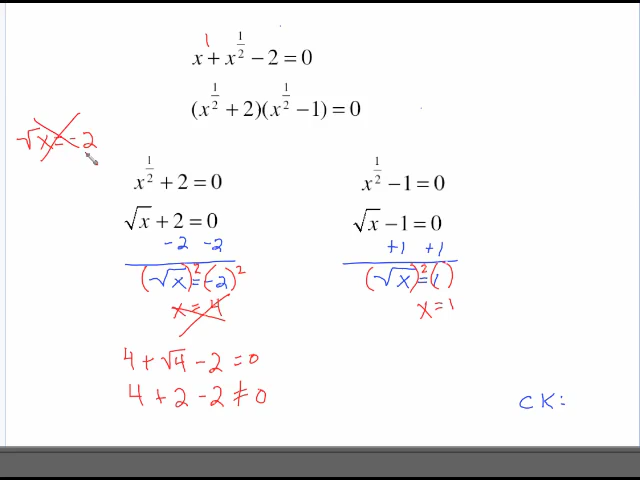 x¹ + x^{1/2} − 2 = 0
(x^{1/2} + 2)(x^{1/2} − 1) = 0
√x = −2
x^{1/2} + 2 = 0
√x + 2 = 0
−2 −2
(√x)² = (−2)²
x = 4
4 + √4 − 2 = 0
4 + 2 − 2 ≠ 0
x^{1/2} − 1 = 0
√x − 1 = 0
+1 +1
(√x)² = (1)
x = 1
CK: